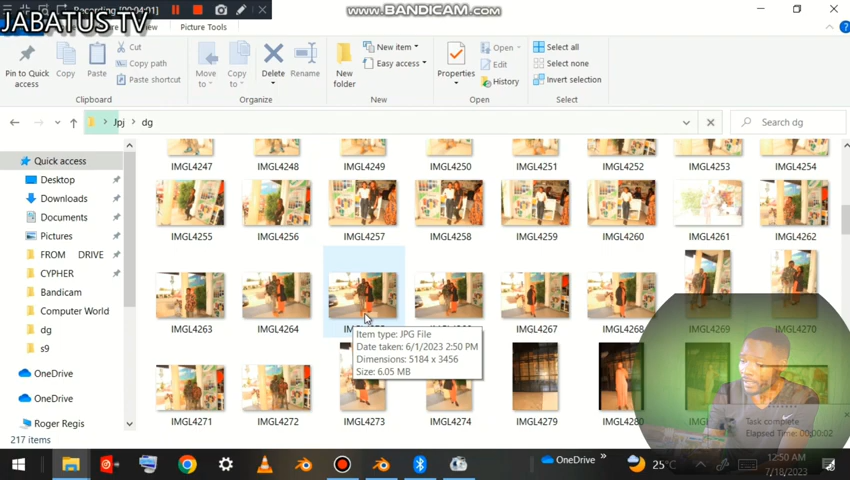 Recording [00:04:01]
www.BANDICAM.com
JABATUS TV
View
Picture Tools
Pin to Quick access
Copy
Paste
Cut
Copy path
Paste shortcut
Clipboard
Move to
Copy to
Delete
Rename
Organize
New folder
New item
Easy access
New
Properties
Open
Edit
History
Open
Select all
Select none
Invert selection
Select
Jpj
dg
Search dg
Quick access
Desktop
Downloads
Documents
Pictures
FROM DRIVE
CYPHER
Bandicam
Computer World
dg
s9
OneDrive
OneDrive
Roger Regis
217 items
IMGL4247 IMGL4248 IMGL4249 IMGL4250 IMGL4251 IMGL4252 IMGL4253 IMGL4254
IMGL4255 IMGL4256 IMGL4257 IMGL4258 IMGL4259 IMGL4260 IMGL4261 IMGL4262
IMGL4263 IMGL4264 IMGL4267 IMGL4268 IMGL4269 IMGL4270
Item type: JPG File
Date taken: 6/1/2023 2:50 PM
Dimensions: 5184 x 3456
Size: 6.05 MB
IMGL4271 IMGL4272 IMGL4273 IMGL4274 IMGL4279 IMGL4280
Task complete
Elapsed Time: 00:00:02
OneDrive
25°C
12:50 AM
7/18/2023